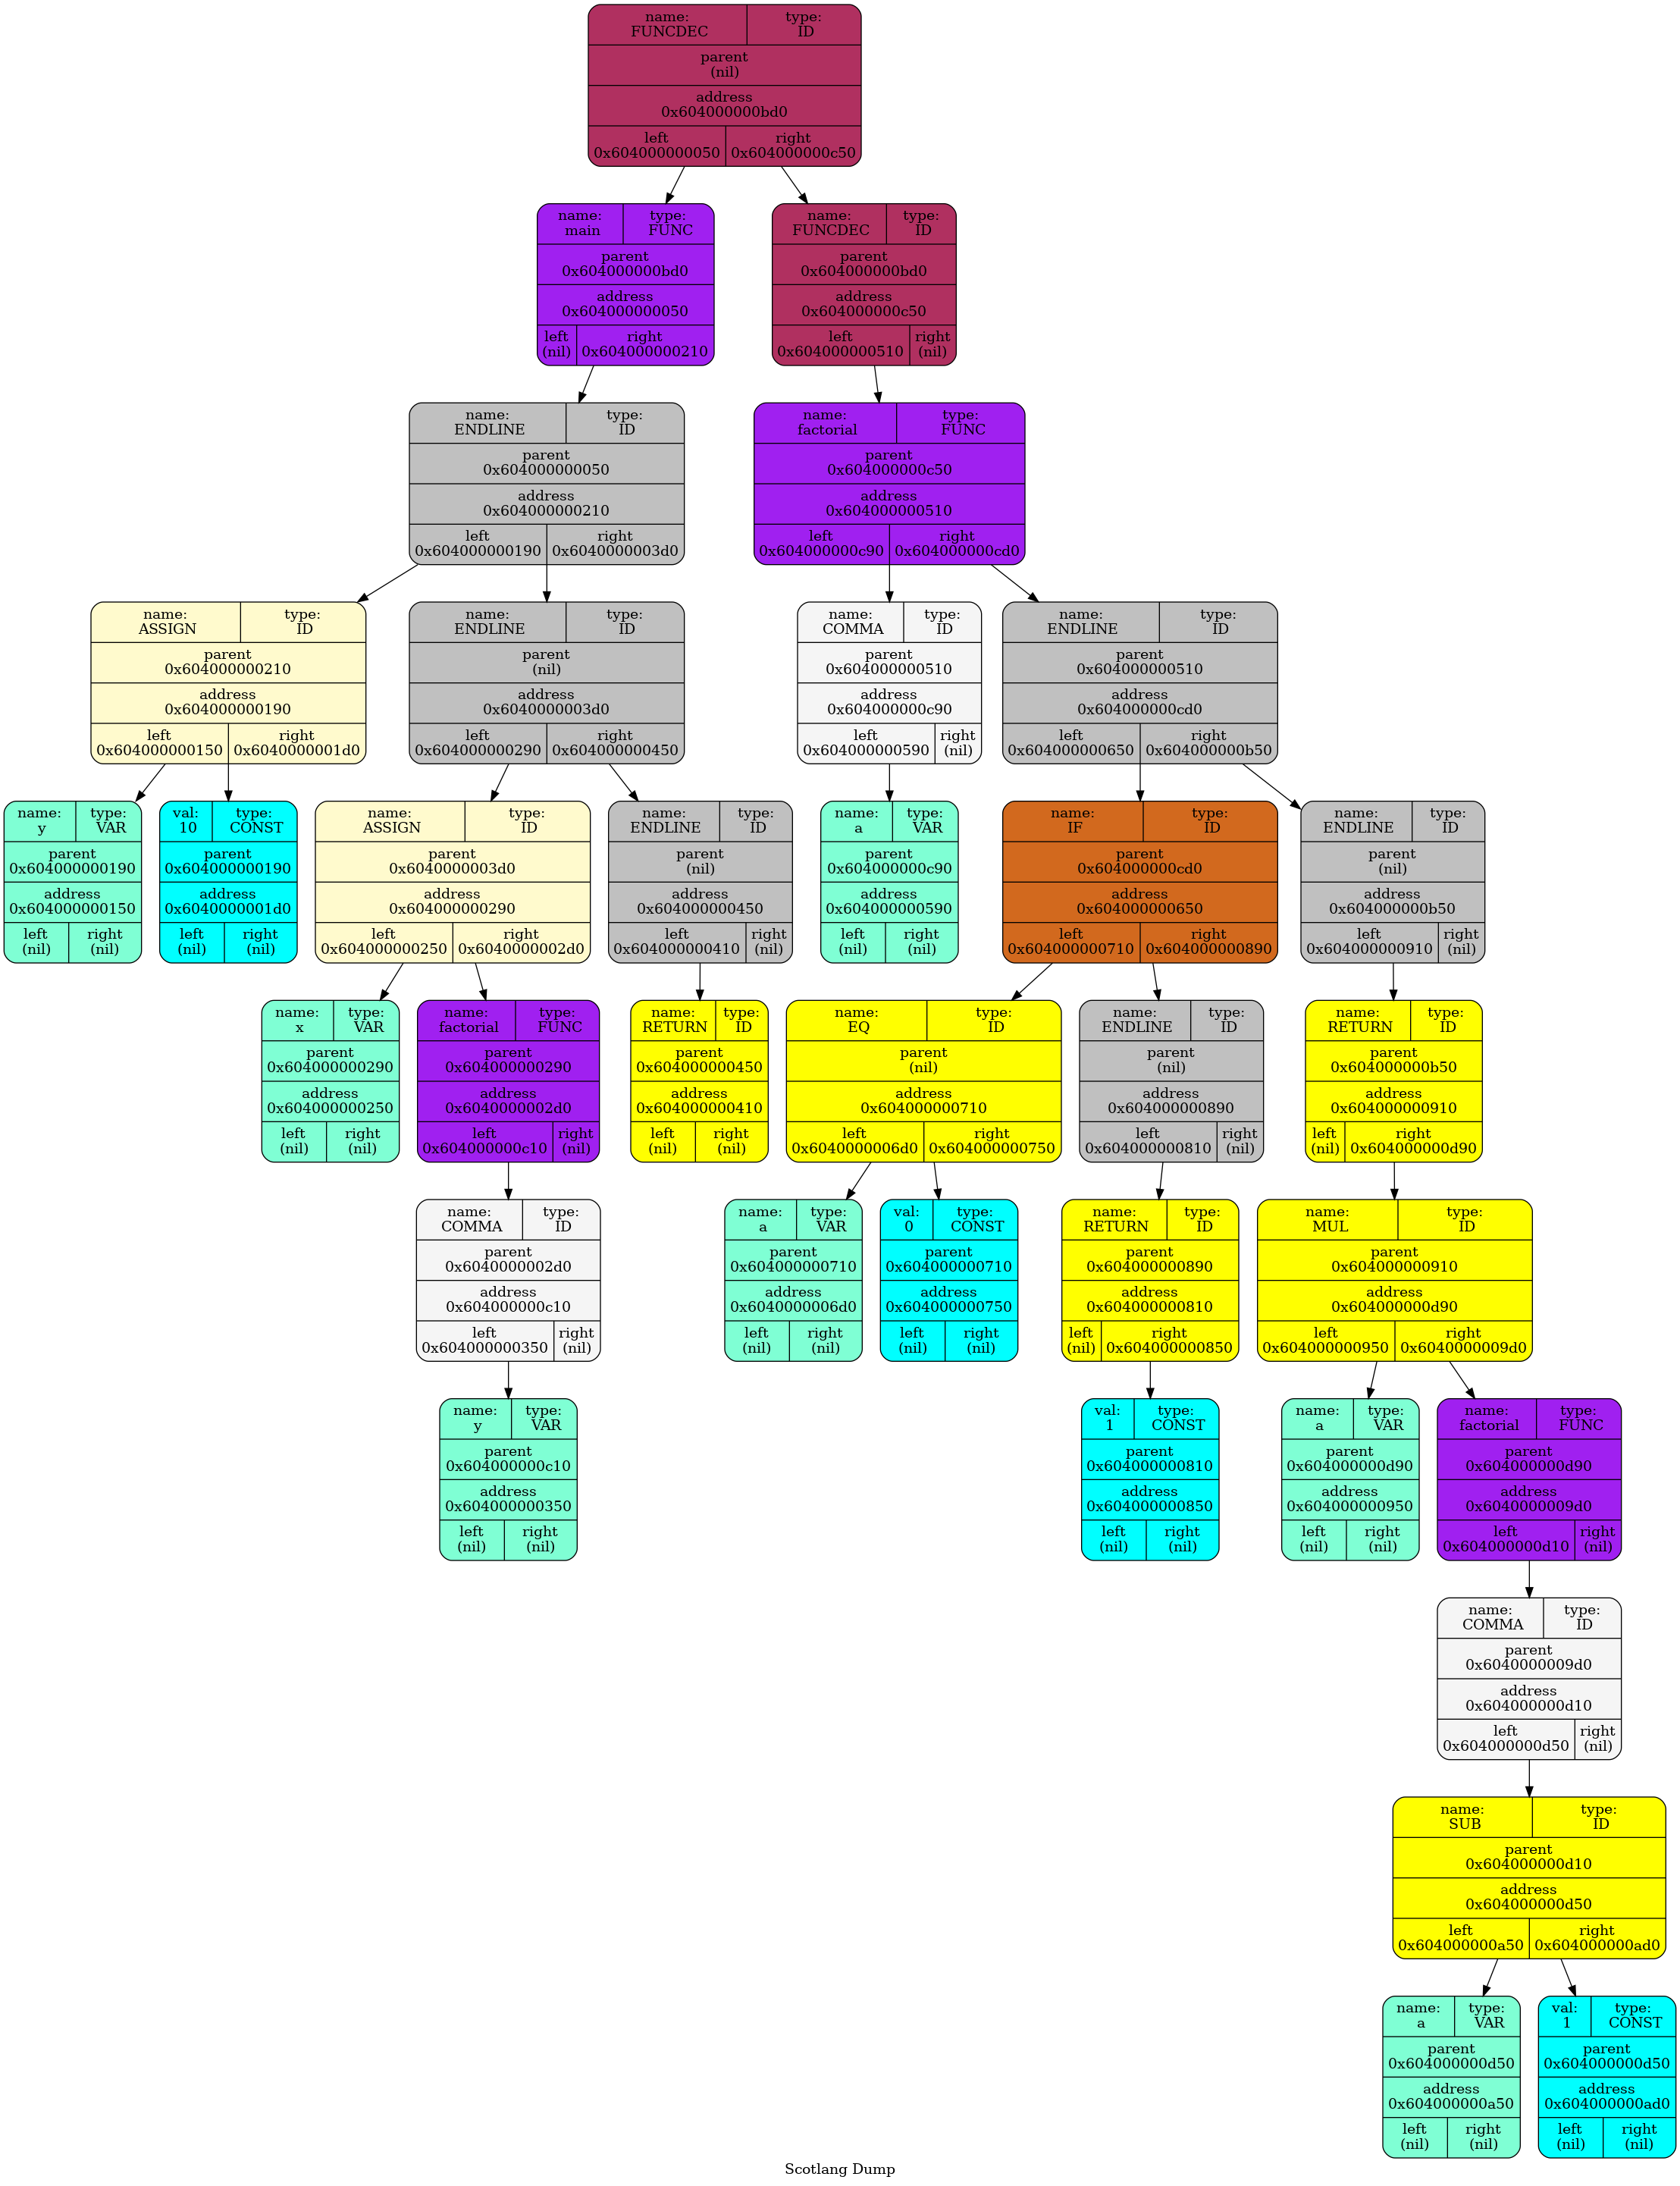 name: type:
FUNCDEC ID
parent
(nil)
address
0x604000000bd0
left right
0x604000000050 0x604000000c50
name: type:
main FUNC
parent
0x604000000bd0
address
0x604000000050
left right
(nil) 0x604000000210
name: type:
FUNCDEC ID
parent
0x604000000bd0
address
0x604000000c50
left right
0x604000000510 (nil)
name: type:
ENDLINE ID
parent
0x604000000050
address
0x604000000210
left right
0x604000000190 0x6040000003d0
name: type:
factorial FUNC
parent
0x604000000c50
address
0x604000000510
left right
0x604000000c90 0x604000000cd0
name: type:
ASSIGN ID
parent
0x604000000210
address
0x604000000190
left right
0x604000000150 0x6040000001d0
name: type:
ENDLINE ID
parent
(nil)
address
0x6040000003d0
left right
0x604000000290 0x604000000450
name: type:
COMMA ID
parent
0x604000000510
address
0x604000000c90
left right
0x604000000590 (nil)
name: type:
ENDLINE ID
parent
0x604000000510
address
0x604000000cd0
left right
0x604000000650 0x604000000b50
name: type:
y VAR
parent
0x604000000190
address
0x604000000150
left right
(nil) (nil)
val: type:
10 CONST
parent
0x604000000190
address
0x6040000001d0
left right
(nil) (nil)
name: type:
ASSIGN ID
parent
0x6040000003d0
address
0x604000000290
left right
0x604000000250 0x6040000002d0
name: type:
ENDLINE ID
parent
(nil)
address
0x604000000450
left right
0x604000000410 (nil)
name: type:
a VAR
parent
0x604000000c90
address
0x604000000590
left right
(nil) (nil)
name: type:
IF ID
parent
0x604000000cd0
address
0x604000000650
left right
0x604000000710 0x604000000890
name: type:
ENDLINE ID
parent
(nil)
address
0x604000000b50
left right
0x604000000910 (nil)
name: type:
x VAR
parent
0x604000000290
address
0x604000000250
left right
(nil) (nil)
name: type:
factorial FUNC
parent
0x604000000290
address
0x6040000002d0
left right
0x604000000c10 (nil)
name: type:
RETURN ID
parent
0x604000000450
address
0x604000000410
left right
(nil) (nil)
name: type:
EQ ID
parent
(nil)
address
0x604000000710
left right
0x6040000006d0 0x604000000750
name: type:
ENDLINE ID
parent
(nil)
address
0x604000000890
left right
0x604000000810 (nil)
name: type:
RETURN ID
parent
0x604000000b50
address
0x604000000910
left right
(nil) 0x604000000d90
name: type:
COMMA ID
parent
0x6040000002d0
address
0x604000000c10
left right
0x604000000350 (nil)
name: type:
a VAR
parent
0x604000000710
address
0x6040000006d0
left right
(nil) (nil)
val: type:
0 CONST
parent
0x604000000710
address
0x604000000750
left right
(nil) (nil)
name: type:
RETURN ID
parent
0x604000000890
address
0x604000000810
left right
(nil) 0x604000000850
name: type:
MUL ID
parent
0x604000000910
address
0x604000000d90
left right
0x604000000950 0x6040000009d0
name: type:
y VAR
parent
0x604000000c10
address
0x604000000350
left right
(nil) (nil)
val: type:
1 CONST
parent
0x604000000810
address
0x604000000850
left right
(nil) (nil)
name: type:
a VAR
parent
0x604000000d90
address
0x604000000950
left right
(nil) (nil)
name: type:
factorial FUNC
parent
0x604000000d90
address
0x6040000009d0
left right
0x604000000d10 (nil)
name: type:
COMMA ID
parent
0x6040000009d0
address
0x604000000d10
left right
0x604000000d50 (nil)
name: type:
SUB ID
parent
0x604000000d10
address
0x604000000d50
left right
0x604000000a50 0x604000000ad0
name: type:
a VAR
parent
0x604000000d50
address
0x604000000a50
left right
(nil) (nil)
val: type:
1 CONST
parent
0x604000000d50
address
0x604000000ad0
left right
(nil) (nil)
Scotlang Dump